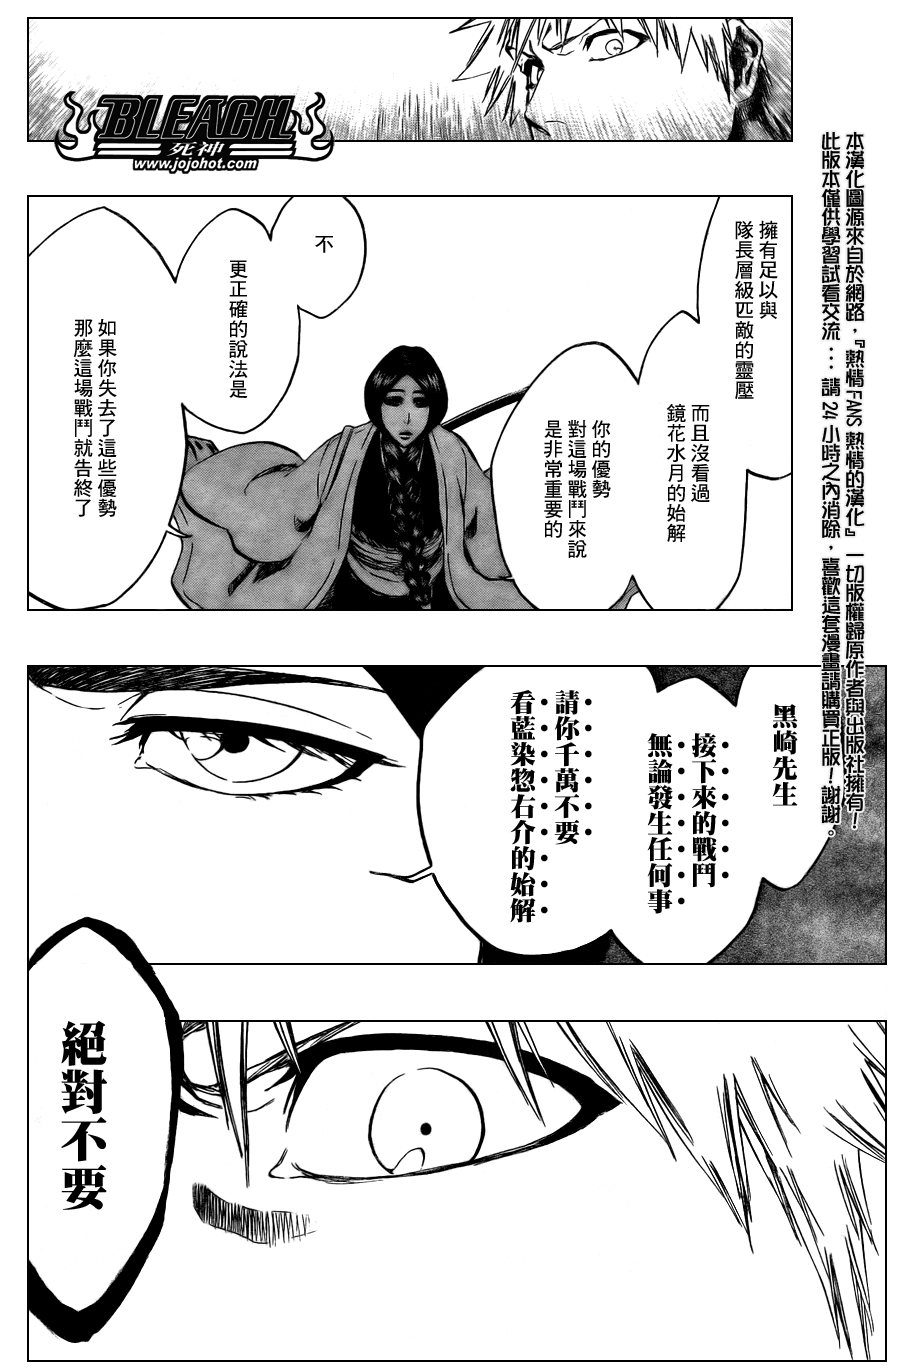 BLEACH
死神
www.jojohot.com
本漢化圖源來自於網路，『熱情FANS熱情的漢化』一切版權歸原作者與出版社擁有！
此版本僅供學習試看交流...請24小時之內消除，喜歡這套漫畫請購買正版！謝謝。
擁有足以與
隊長層級匹敵的靈壓
而且沒看過
鏡花水月的始解
你的優勢
對這場戰鬥來說
是非常重要的
不
更正確的說法是
如果你失去了這些優勢
那麼這場戰鬥就告終了
黑崎先生
接下來的戰鬥
無論發生任何事
請你千萬不要
看藍染惣右介的始解
絕對不要